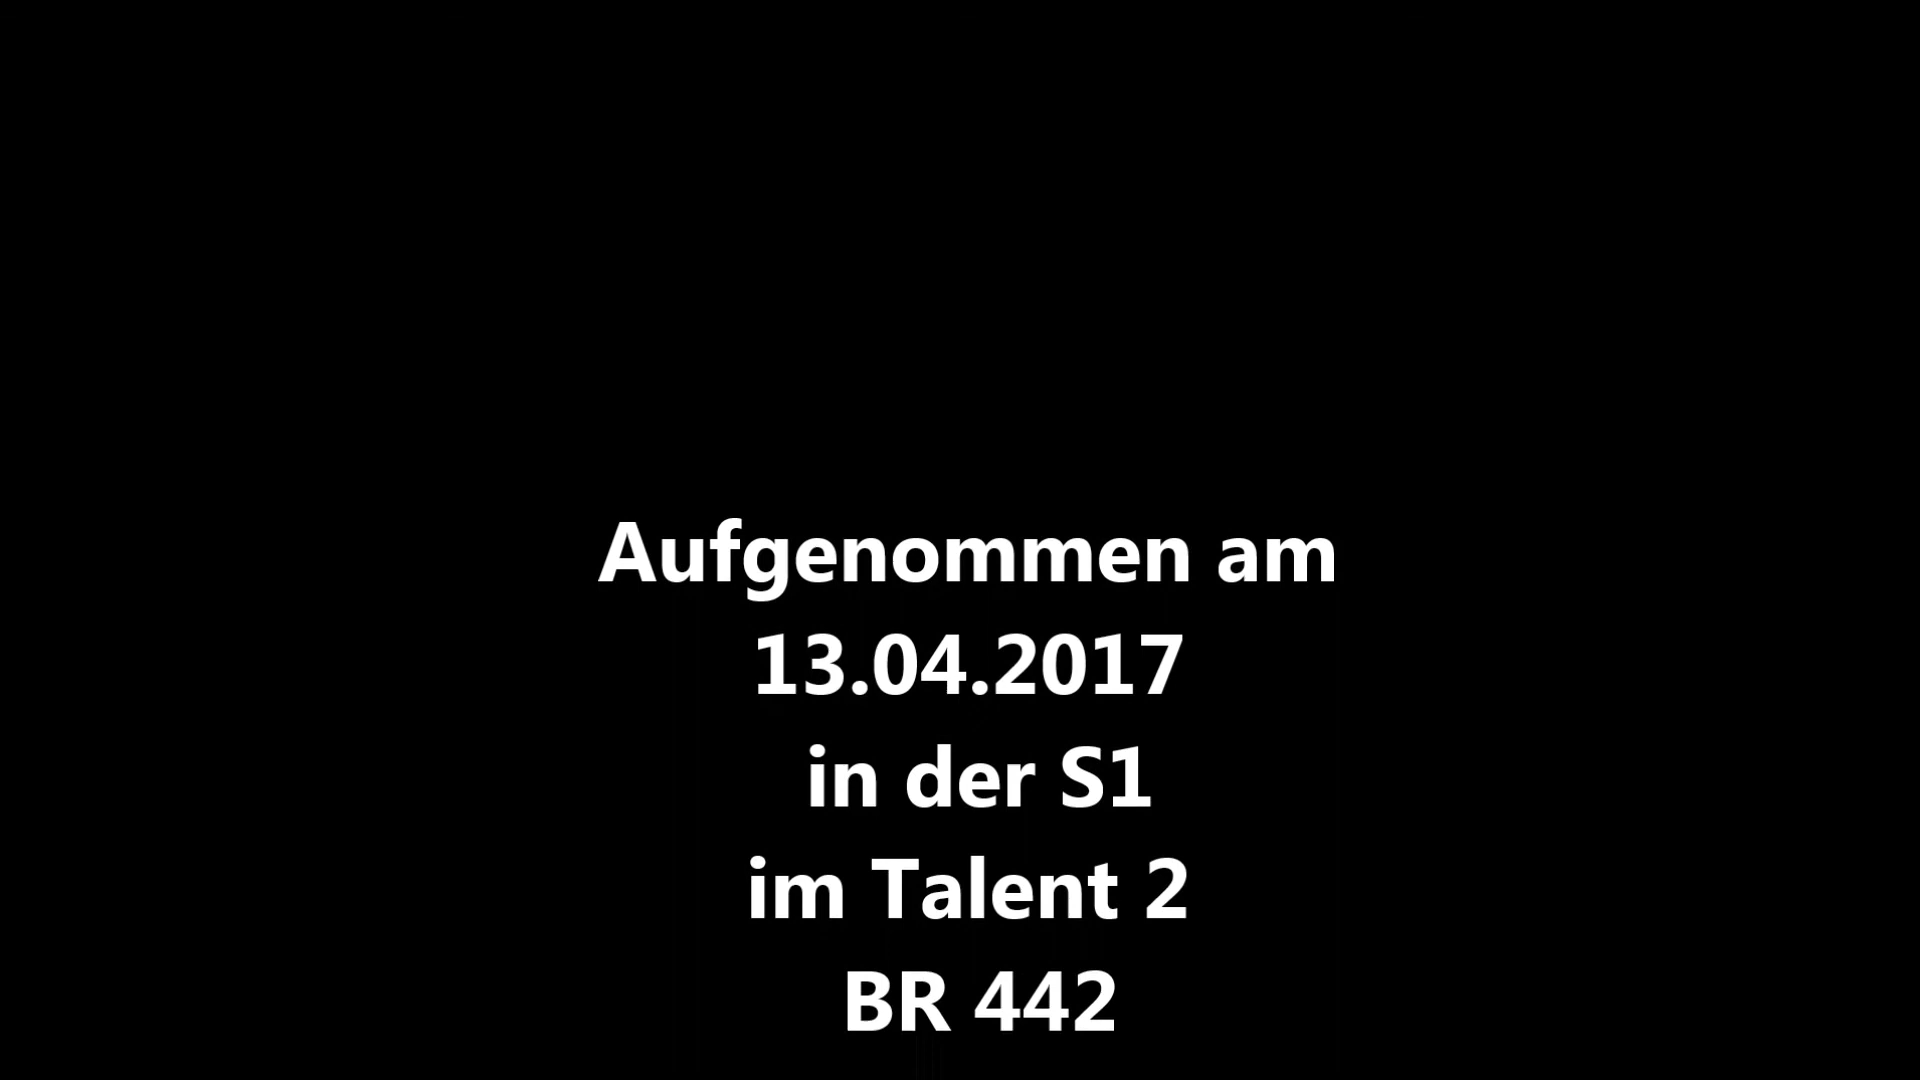 Aufgenommen am
13.04.2017
in der S1
im Talent 2
BR 442